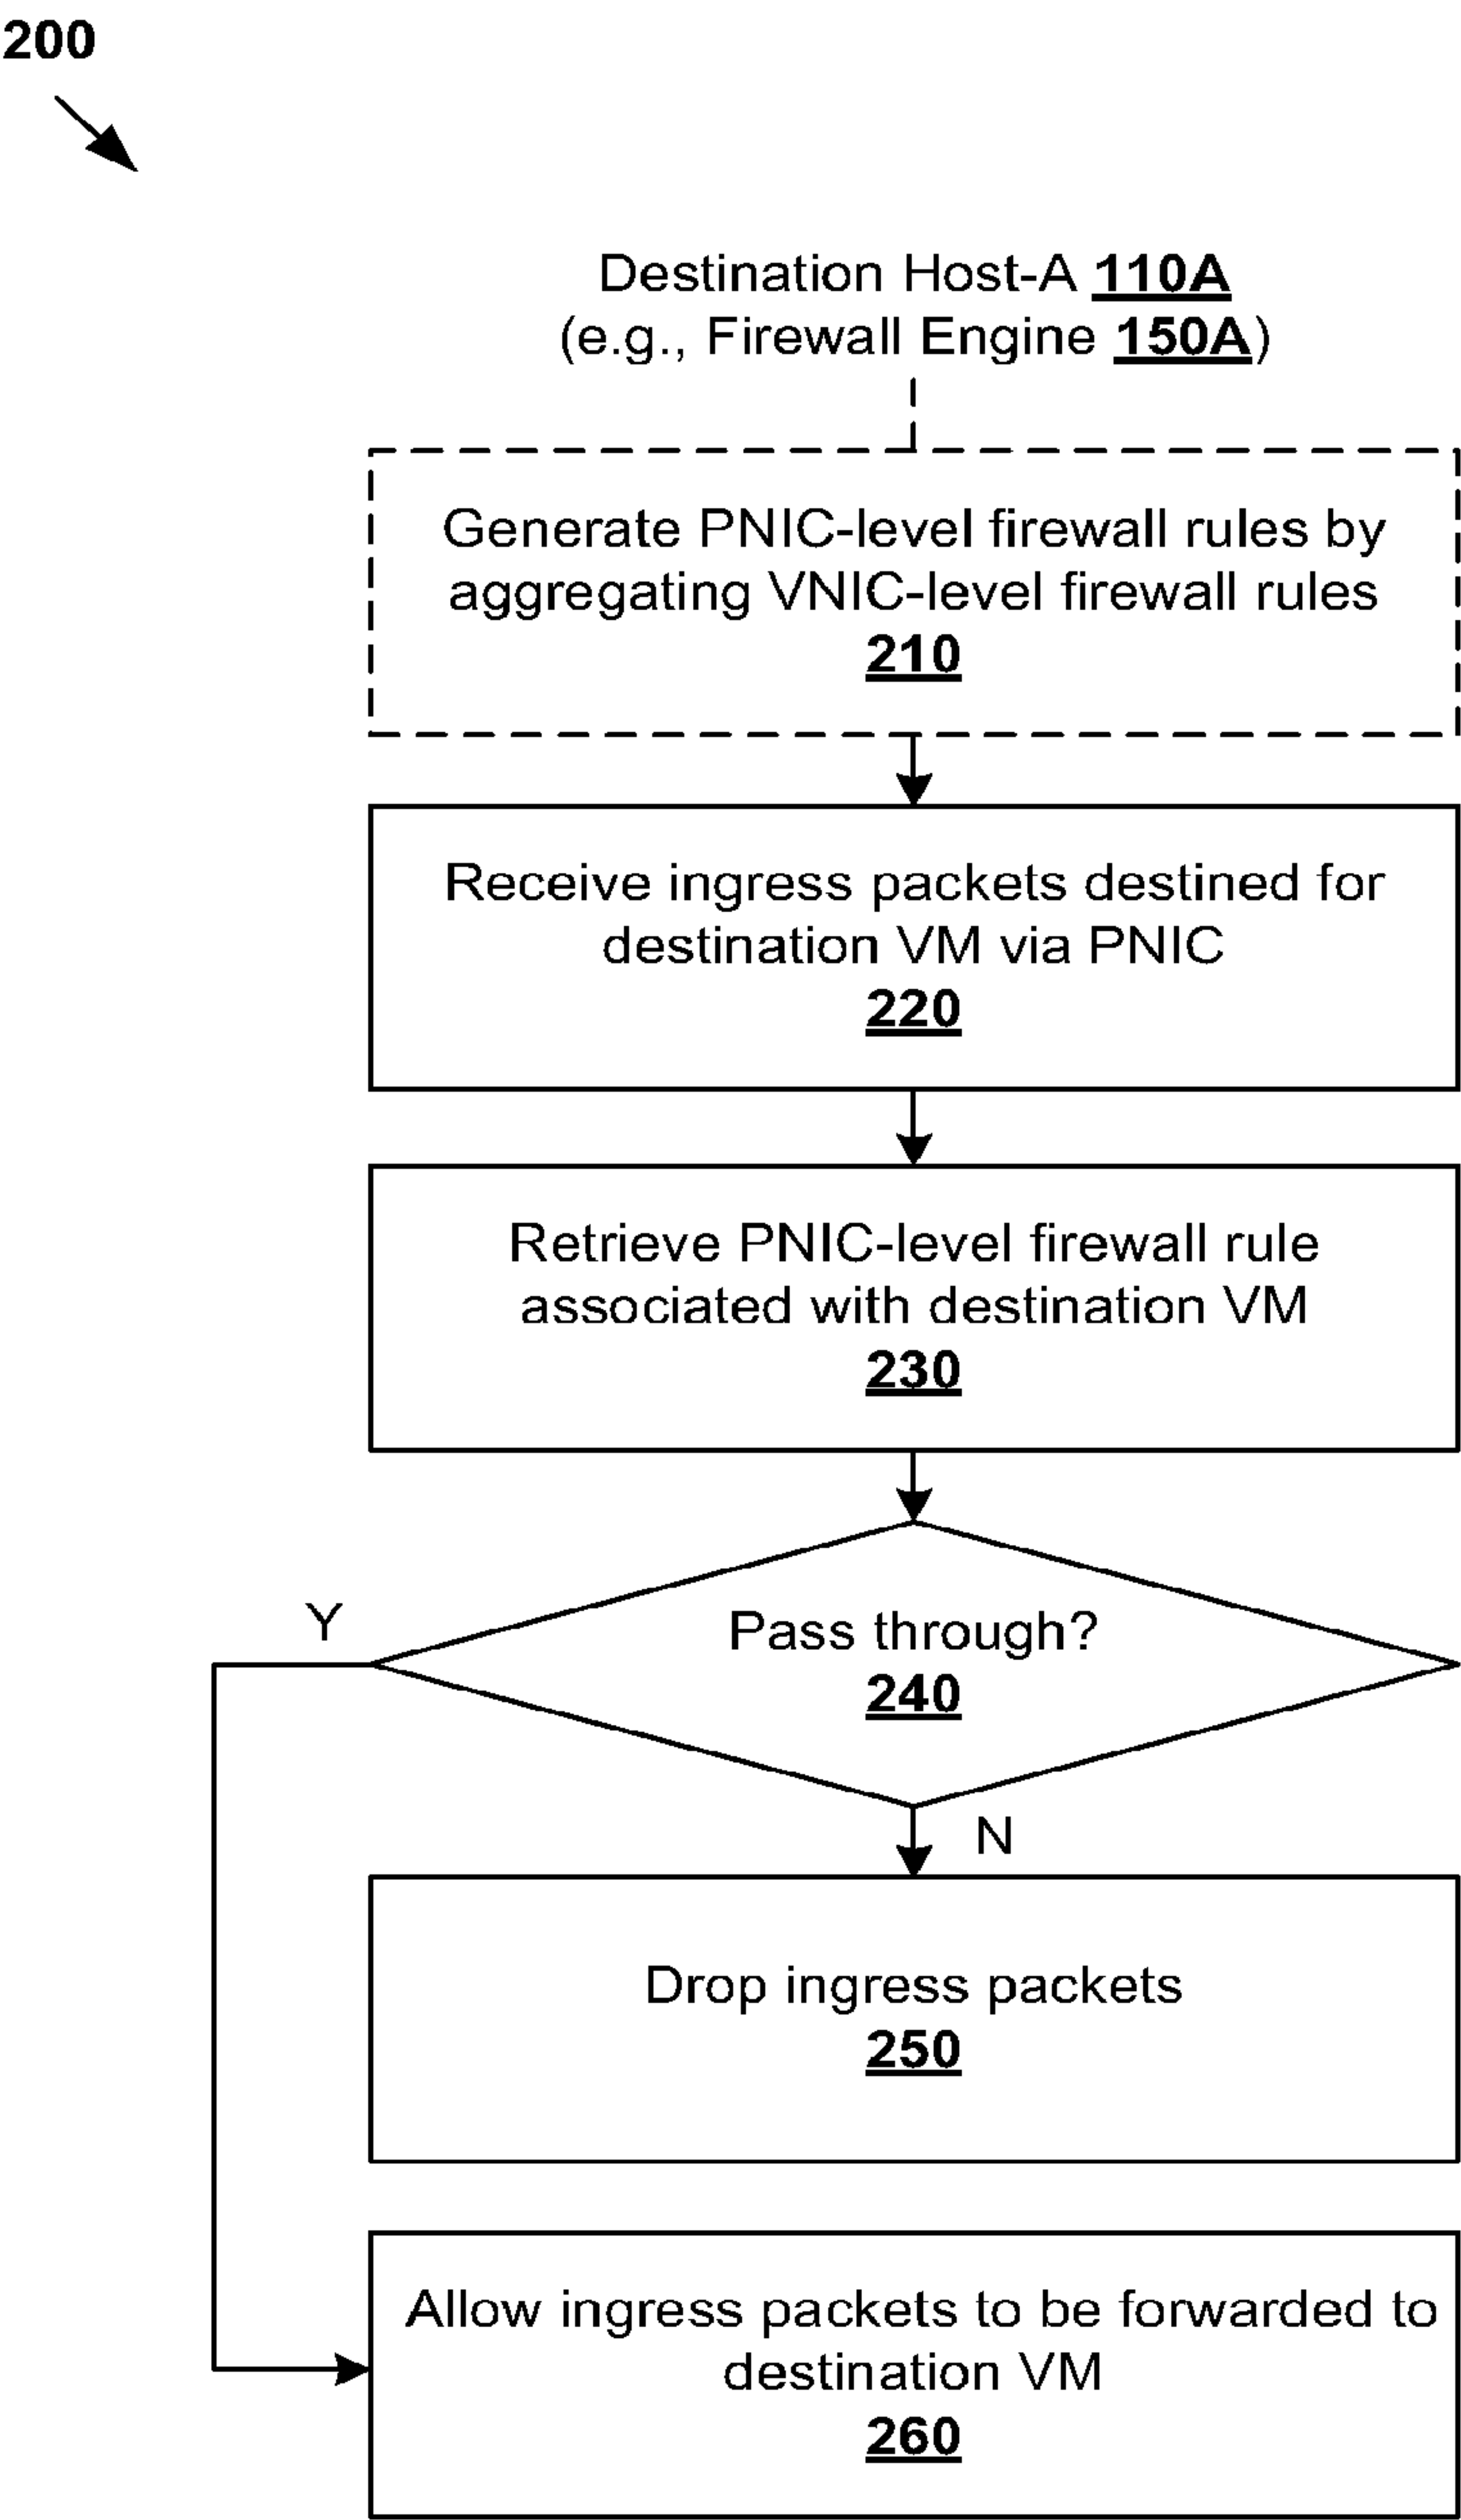 200
Destination Host-A 110A
(e.g., Firewall Engine 150A)
Generate PNIC-level firewall rules by
aggregating VNIC-level firewall rules
210
Receive ingress packets destined for
destination VM via PNIC
220
Retrieve PNIC-level firewall rule
associated with destination VM
230
Pass through?
240
Y
N
Drop ingress packets
250
Allow ingress packets to be forwarded to
destination VM
260